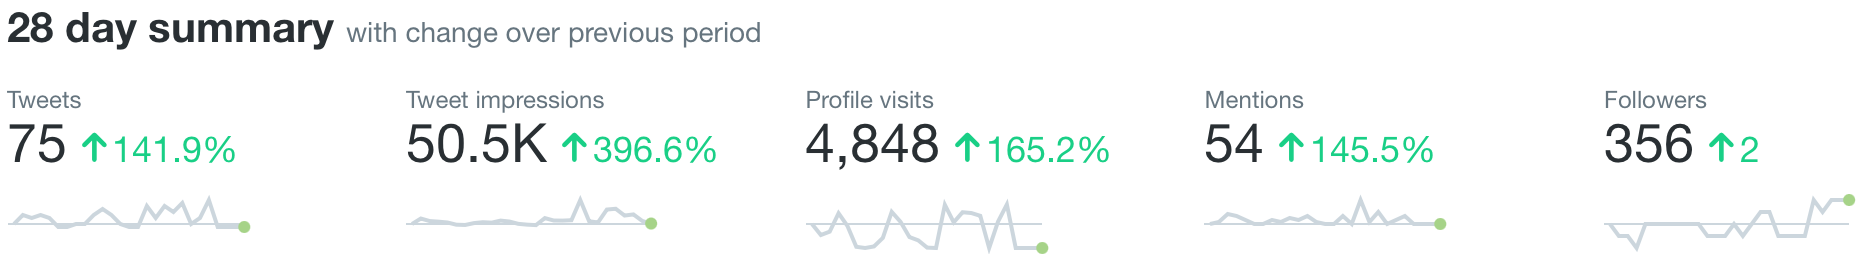 28 day summary with change over previous period
Tweets
75 ↑141.9%
Tweet impressions
50.5K ↑396.6%
Profile visits
4,848 ↑165.2%
Mentions
54 ↑145.5%
Followers
356 ↑2